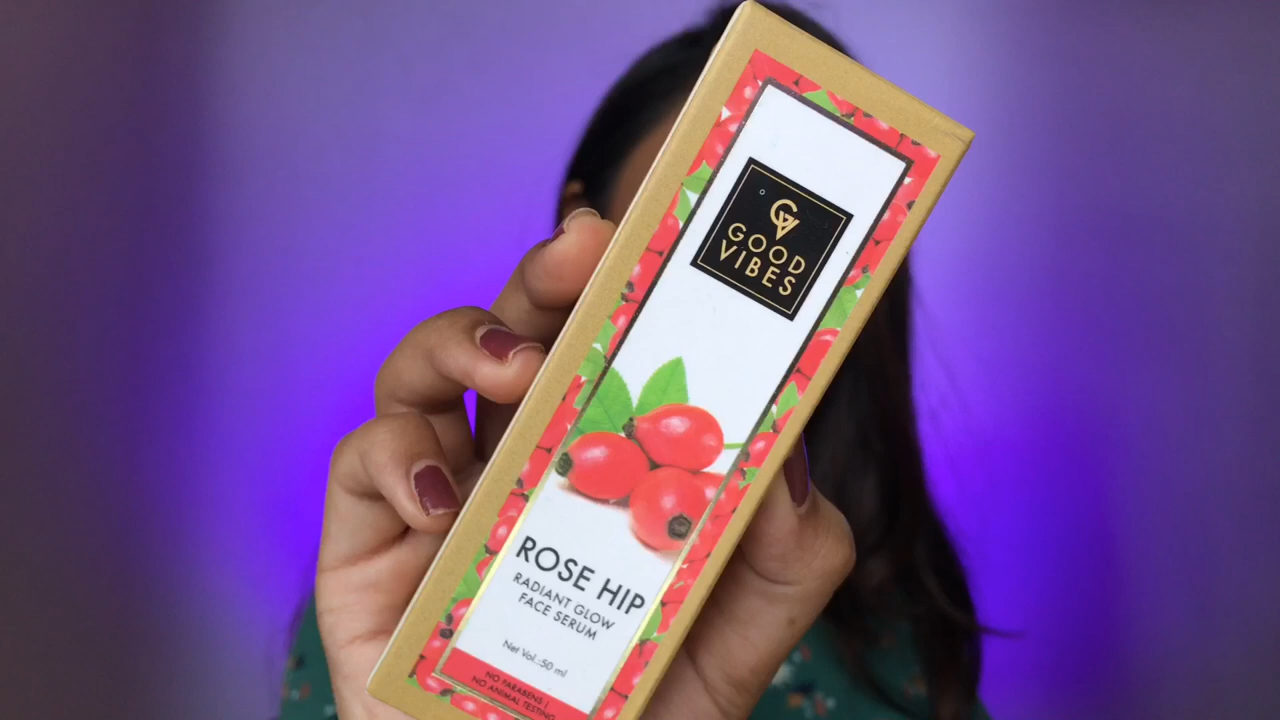 GV
GOOD
VIBES
ROSE HIP
RADIANT GLOW
FACE SERUM
Net Vol.:50 ml
NO PARABENS |
NO ANIMAL TESTING